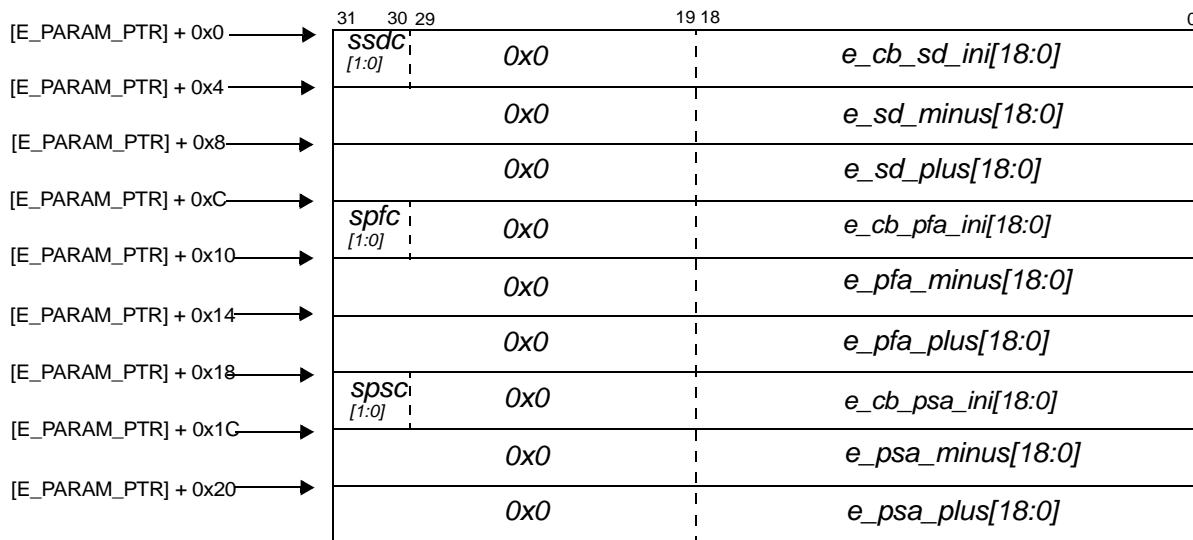 31 30 29 19 18 0
[E_PARAM_PTR] + 0x0
ssdc 0x0 e_cb_sd_ini[18:0]
[1:0]
[E_PARAM_PTR] + 0x4
0x0 e_sd_minus[18:0]
[E_PARAM_PTR] + 0x8
0x0 e_sd_plus[18:0]
[E_PARAM_PTR] + 0xC
spfc 0x0 e_cb_pfa_ini[18:0]
[1:0]
[E_PARAM_PTR] + 0x10
0x0 e_pfa_minus[18:0]
[E_PARAM_PTR] + 0x14
0x0 e_pfa_plus[18:0]
[E_PARAM_PTR] + 0x18
spsc 0x0 e_cb_psa_ini[18:0]
[1:0]
[E_PARAM_PTR] + 0x1C
0x0 e_psa_minus[18:0]
[E_PARAM_PTR] + 0x20
0x0 e_psa_plus[18:0]